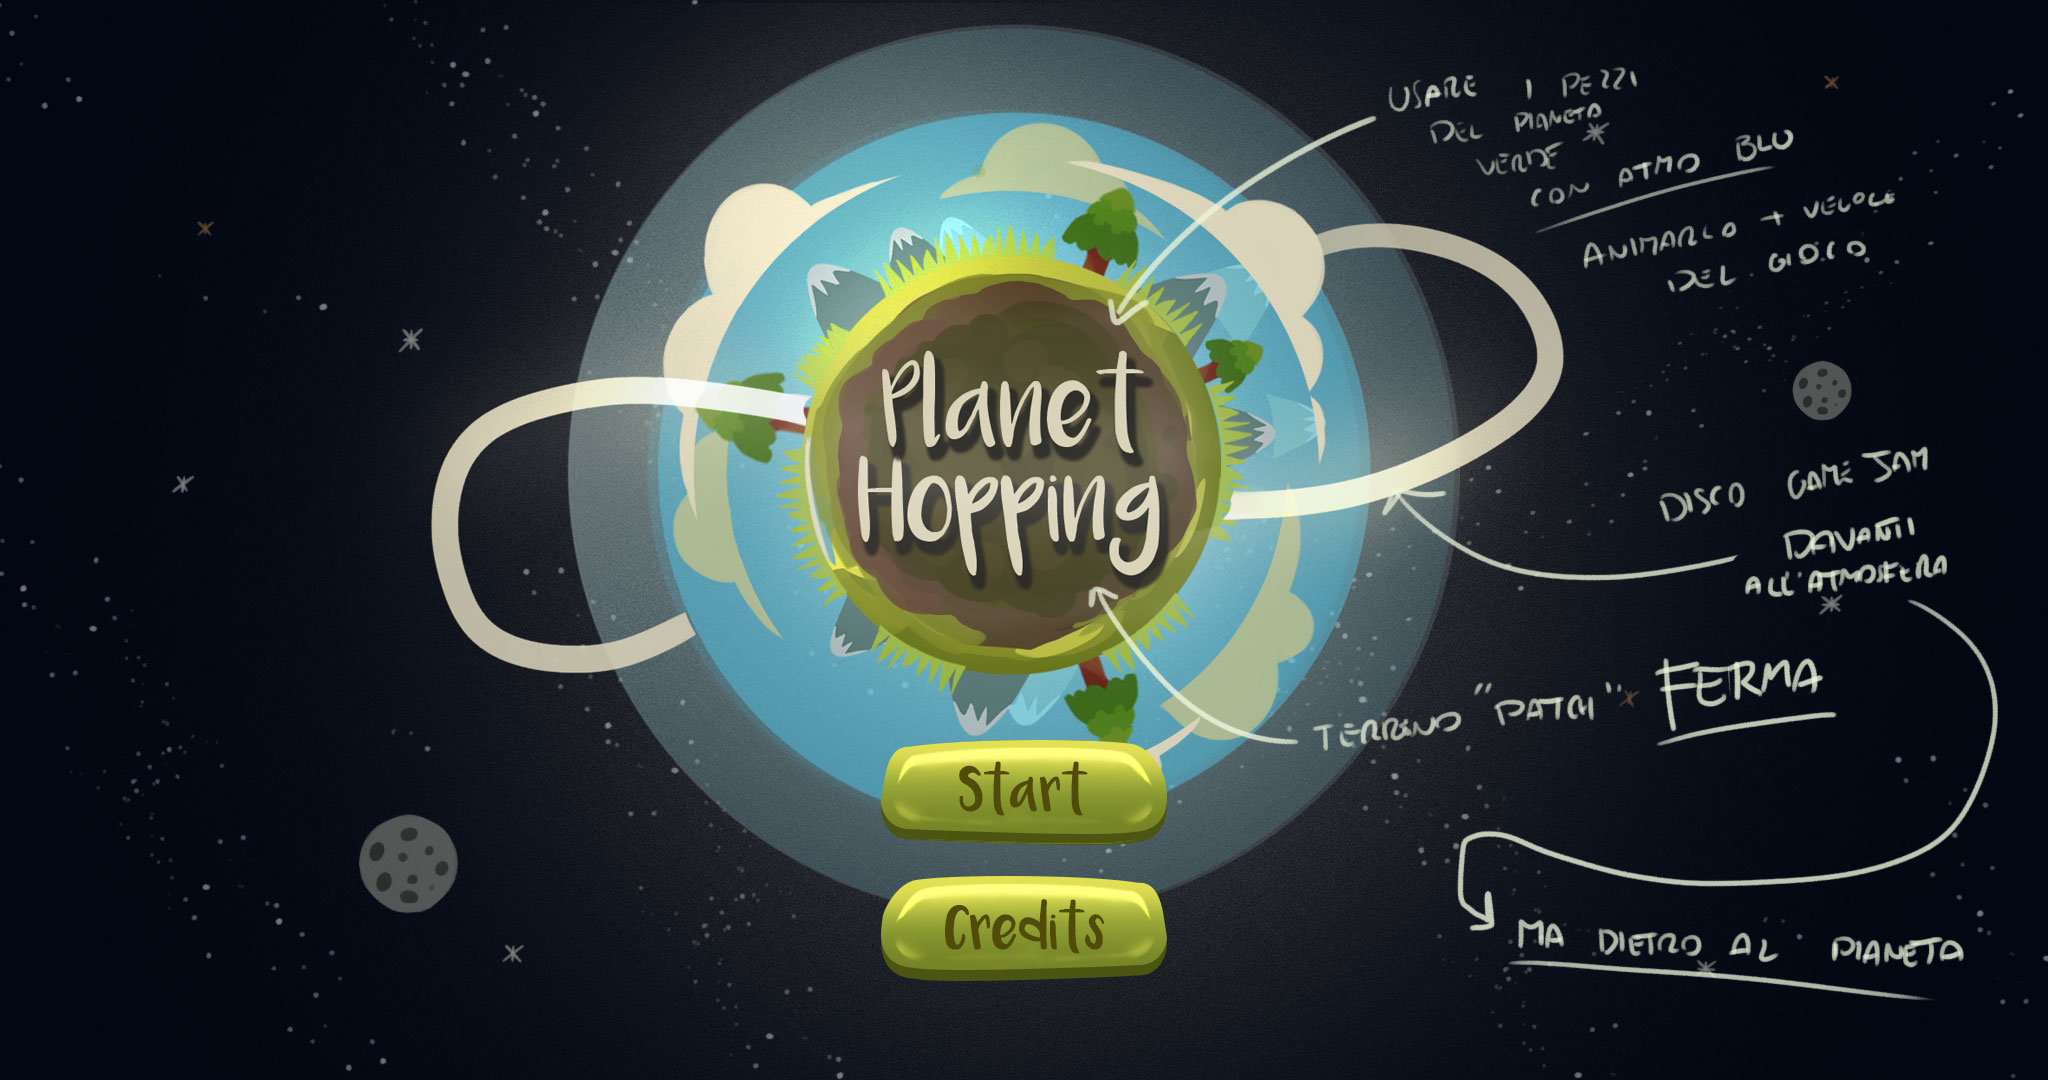 Planet
Hopping
Start
Credits
USARE I PEZZI
DEL PIANETA
VERDE
CON ATMO BLU
ANIMARLO + VELOCE
DEL GIOCO
DISCO GAME JAM
DAVANTI
ALL'ATMOSFERA
TERRENO "PATCH" FERMA
MA DIETRO AL PIANETA